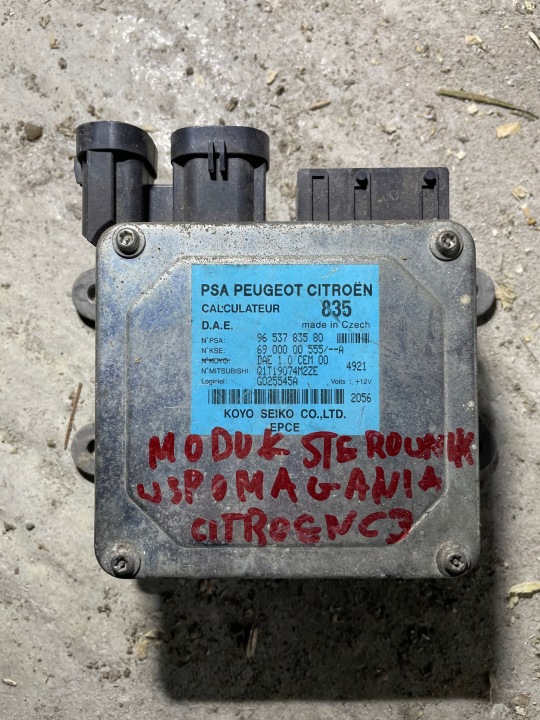 PSA PEUGEOT CITROËN
CALCULATEUR 835
D.A.E. made in Czech
N°PSA: 96 537 835 80
N°KSE: 69 000 00 555/--A
N°KOYO: DAE 1 0 CEM 00
N°MITSUBISHI: Q1T19074M2ZE 4921
Logiciel: G025545A Volts : +12V
2056
KOYO SEIKO CO.,LTD.
EPCE
MODUŁ STEROWNIK
WSPOMAGANIA
CITROEN C3